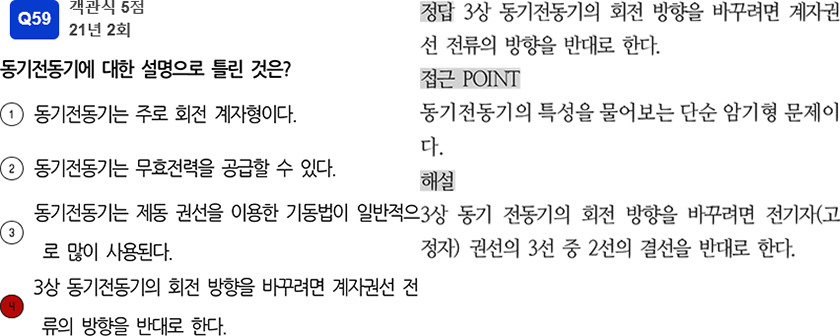 Q59
객관식 5점
21년 2회
동기전동기에 대한 설명으로 틀린 것은?
1 동기전동기는 주로 회전 계자형이다.
2 동기전동기는 무효전력을 공급할 수 있다.
3 동기전동기는 제동 권선을 이용한 기동법이 일반적으
로 많이 사용된다.
4 3상 동기전동기의 회전 방향을 바꾸려면 계자권선 전
류의 방향을 반대로 한다.
정답 3상 동기전동기의 회전 방향을 바꾸려면 계자권
선 전류의 방향을 반대로 한다.
접근 POINT
동기전동기의 특성을 물어보는 단순 암기형 문제이
다.
해설
3상 동기 전동기의 회전 방향을 바꾸려면 전기자(고
정자) 권선의 3선 중 2선의 결선을 반대로 한다.